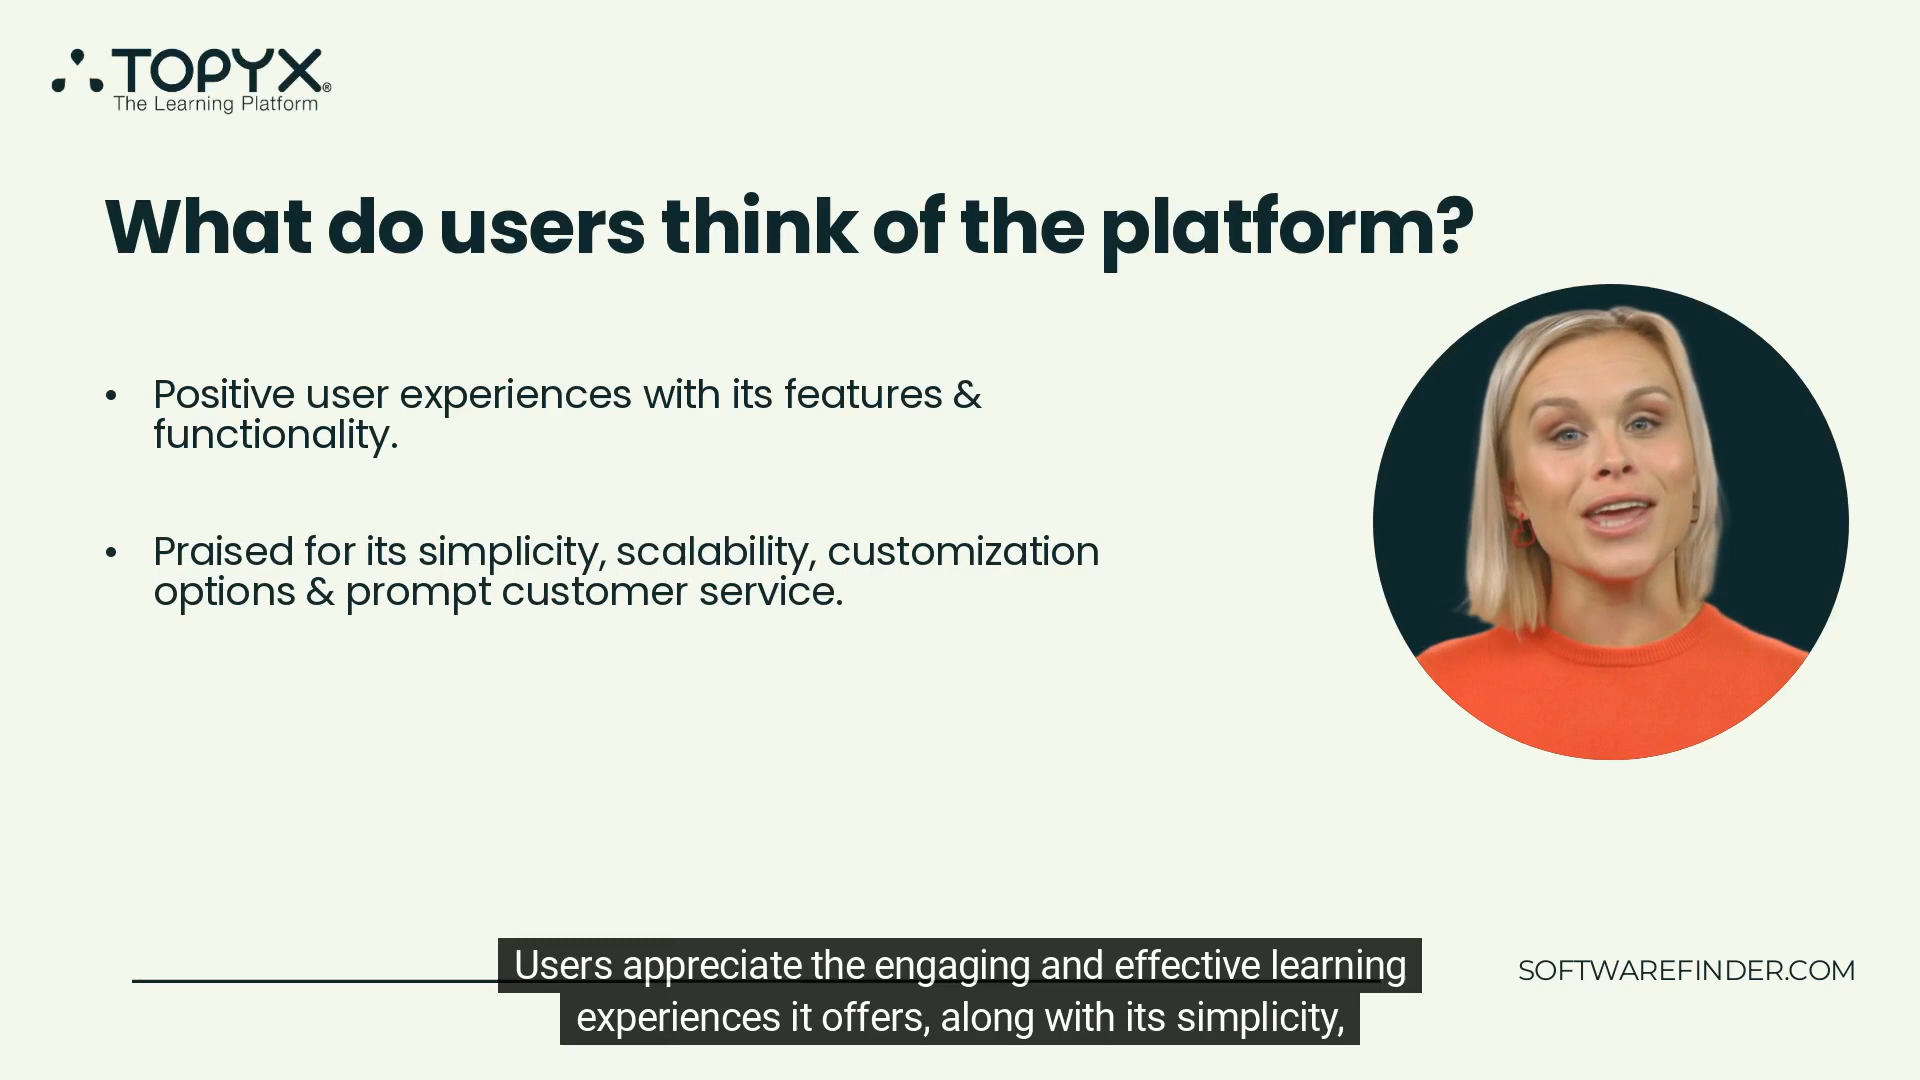 TOPYX®
The Learning Platform
What do users think of the platform?
• Positive user experiences with its features &
functionality.
• Praised for its simplicity, scalability, customization
options & prompt customer service.
Users appreciate the engaging and effective learning
experiences it offers, along with its simplicity,
SOFTWAREFINDER.COM